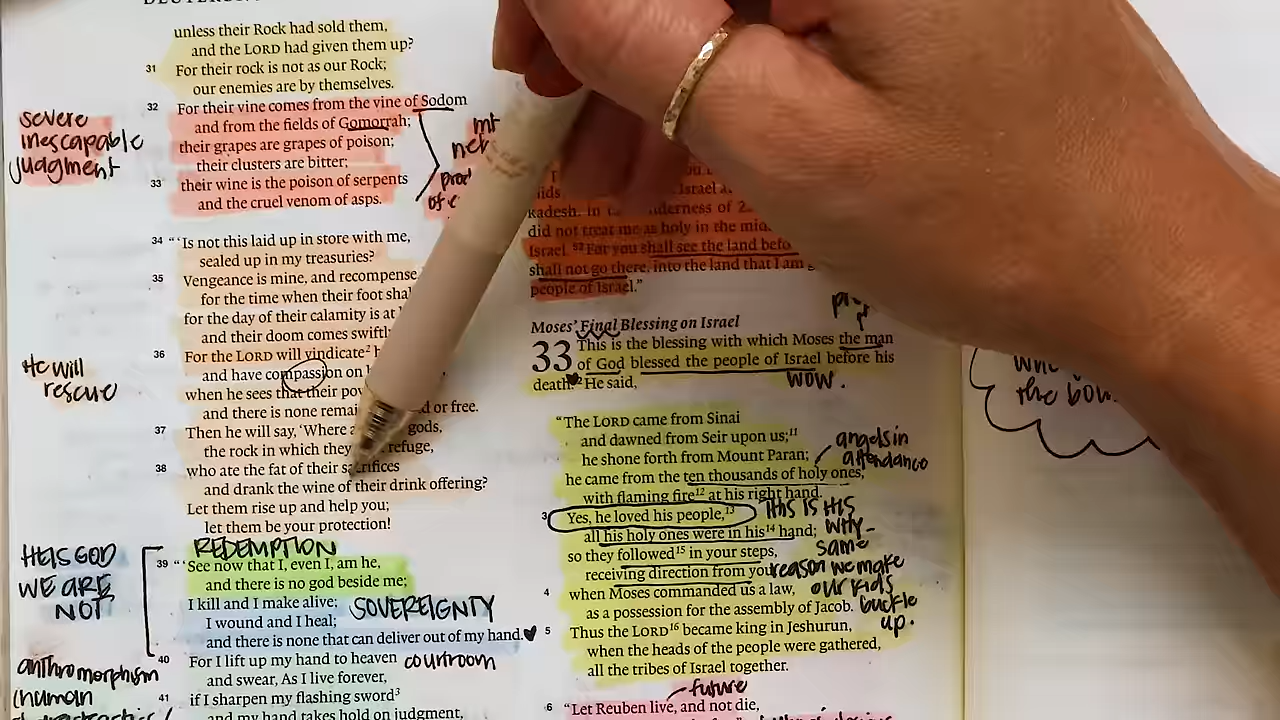 unless their Rock had sold them,
and the LORD had given them up?
31 For their rock is not as our Rock;
our enemies are by themselves.
32 For their vine comes from the vine of Sodom
and from the fields of Gomorrah;
their grapes are grapes of poison;
their clusters are bitter;
33 their wine is the poison of serpents
and the cruel venom of asps.
severe
inescapable
judgment
34 “‘Is not this laid up in store with me,
sealed up in my treasuries?
35 Vengeance is mine, and recompense
for the time when their foot
for the day of their calamity is at
and their doom comes
36 For the LORD will vindicate2
and have compassion on
when he sees that their
and there is none or free.
He will
rescue
37 Then he will say, ‘Where gods,
the rock in which they refuge,
38 who ate the fat of their sacrifices
and drank the wine of their drink offering?
Let them rise up and help you;
let them be your protection!
REDEMPTION
39 “‘See now that I, even I, am he,
and there is no god beside me;
I kill and I make alive; SOVEREIGNTY
I wound and I heal;
and there is none that can deliver out of my hand.
HE IS GOD
WE ARE
NOT
40 For I lift up my hand to heaven courtroom
and swear, As I live forever,
41 if I sharpen my flashing sword3
and my hand takes hold on judgment,
anthromorphism
(human
Israel
kadesh. In of
did not treat me as holy in the
Israel. 52 For you shall see the land
shall not go there, into the land that I am
people of Israel.”
Moses’ Final Blessing on Israel
33 This is the blessing with which Moses the man
of God blessed the people of Israel before his
death. 2 He said, wow.
“The LORD came from Sinai
and dawned from Seir upon us;11
he shone forth from Mount Paran;
he came from the ten thousands of holy ones,
with flaming fire12 at his right hand.
angels in
attendance
3 Yes, he loved his people,13
all his holy ones were in his14 hand;
so they followed15 in your steps,
receiving direction from you
THIS IS HIS
WHY-
same
reason we make
our kids
buckle
up.
4 when Moses commanded us a law,
as a possession for the assembly of Jacob.
5 Thus the LORD16 became king in Jeshurun,
when the heads of the people were gathered,
all the tribes of Israel together.
future
6 “Let Reuben live, and not die,
the